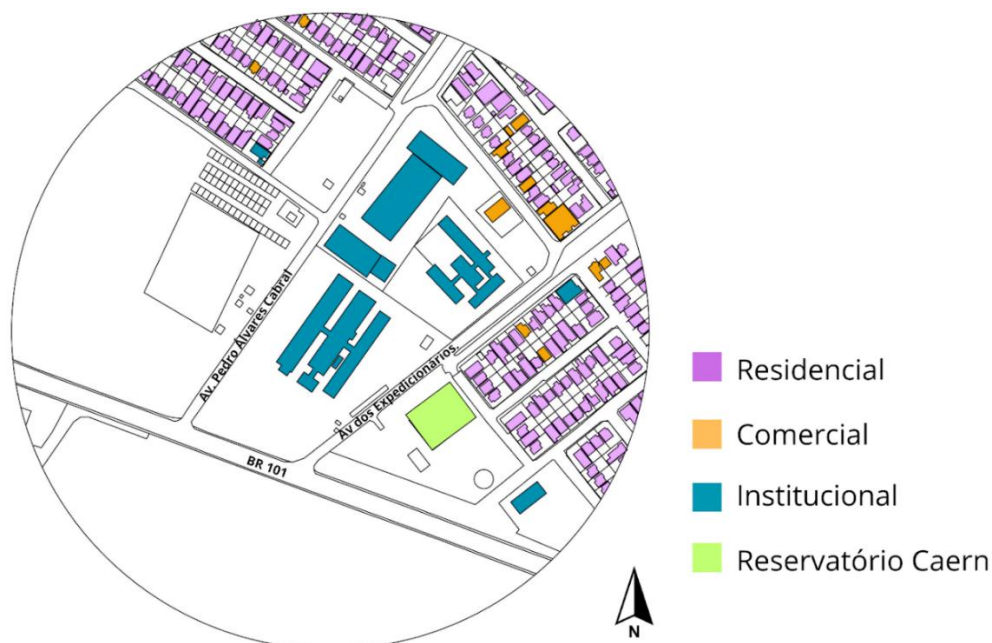 Av. Pedro Álvares Cabral
Av dos Expedicionários.
BR 101
Residencial
Comercial
Institucional
Reservatório Caern
N